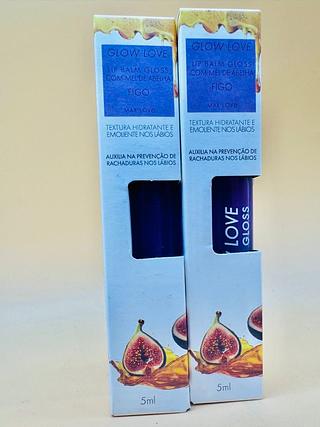 GLOW LOVE
LIP BALM GLOSS
COM MEL DE ABELHA
FIGO
MAX LOVE
TEXTURA HIDRATANTE E
EMOLIENTE NOS LÁBIOS
AUXILIA NA PREVENÇÃO DE
RACHADURAS NOS LÁBIOS
5ml
GLOW LOVE
LIP BALM GLOSS
COM MEL DE ABELHA
FIGO
MAX LOVE
TEXTURA HIDRATANTE E
EMOLIENTE NOS LÁBIOS
AUXILIA NA PREVENÇÃO DE
RACHADURAS NOS LÁBIOS
LOVE
GLOSS
5ml